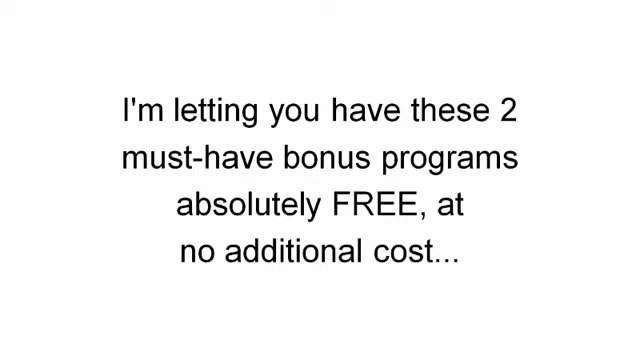 I'm letting you have these 2
must-have bonus programs
absolutely FREE, at
no additional cost...